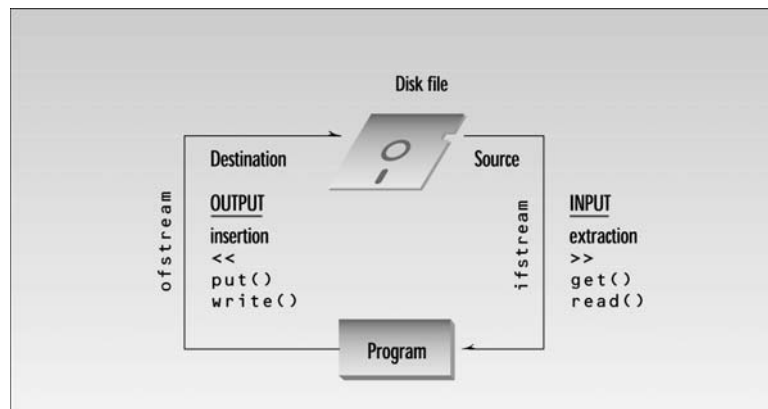 Disk file
Destination
Source
ofstream
OUTPUT
insertion
<<
put()
write()
ifstream
INPUT
extraction
>>
get()
read()
Program